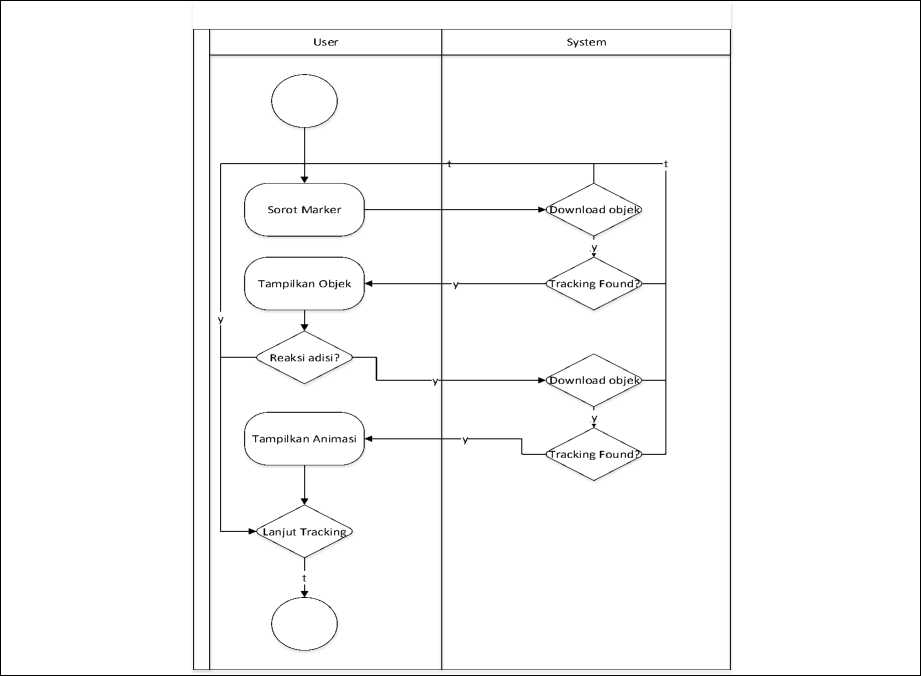 User
System
t
t
Sorot Marker
Download objek
y
Tampilkan Objek
y
Tracking Found?
y
Reaksi adisi?
y
Download objek
y
Tampilkan Animasi
y
Tracking Found?
Lanjut Tracking
t